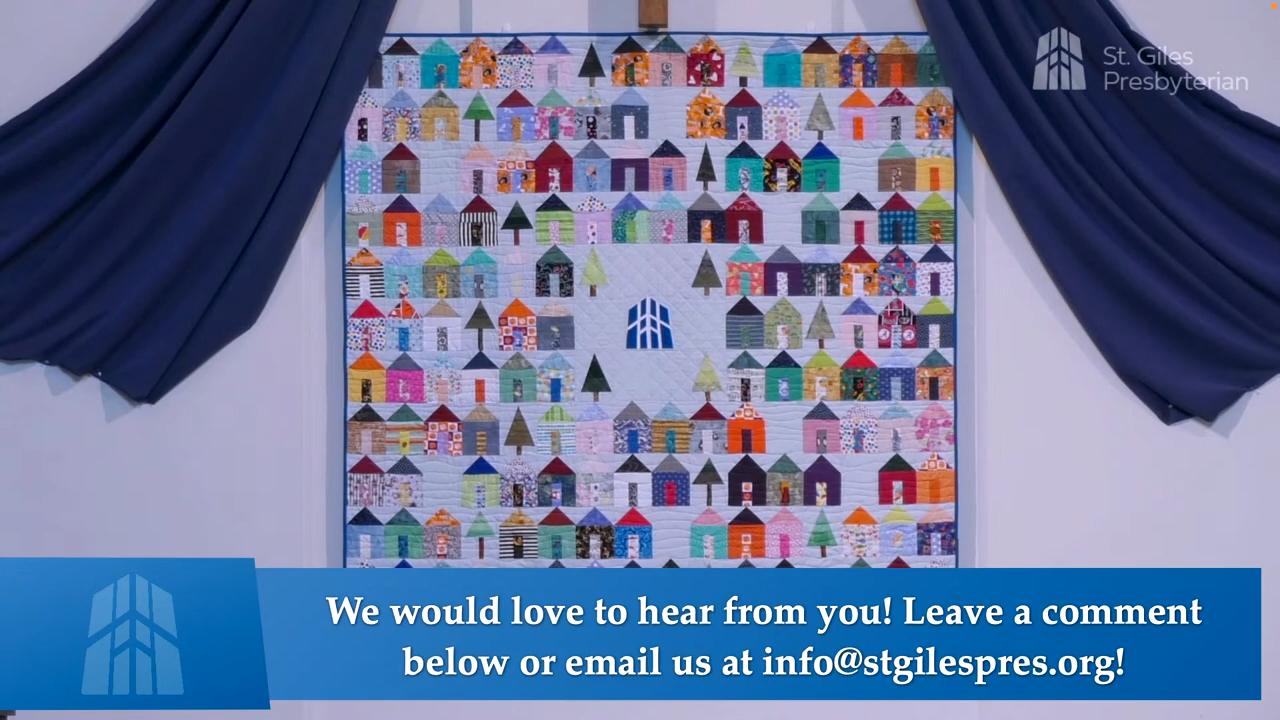 St. Giles
Presbyterian
We would love to hear from you! Leave a comment
below or email us at info@stgilespres.org!